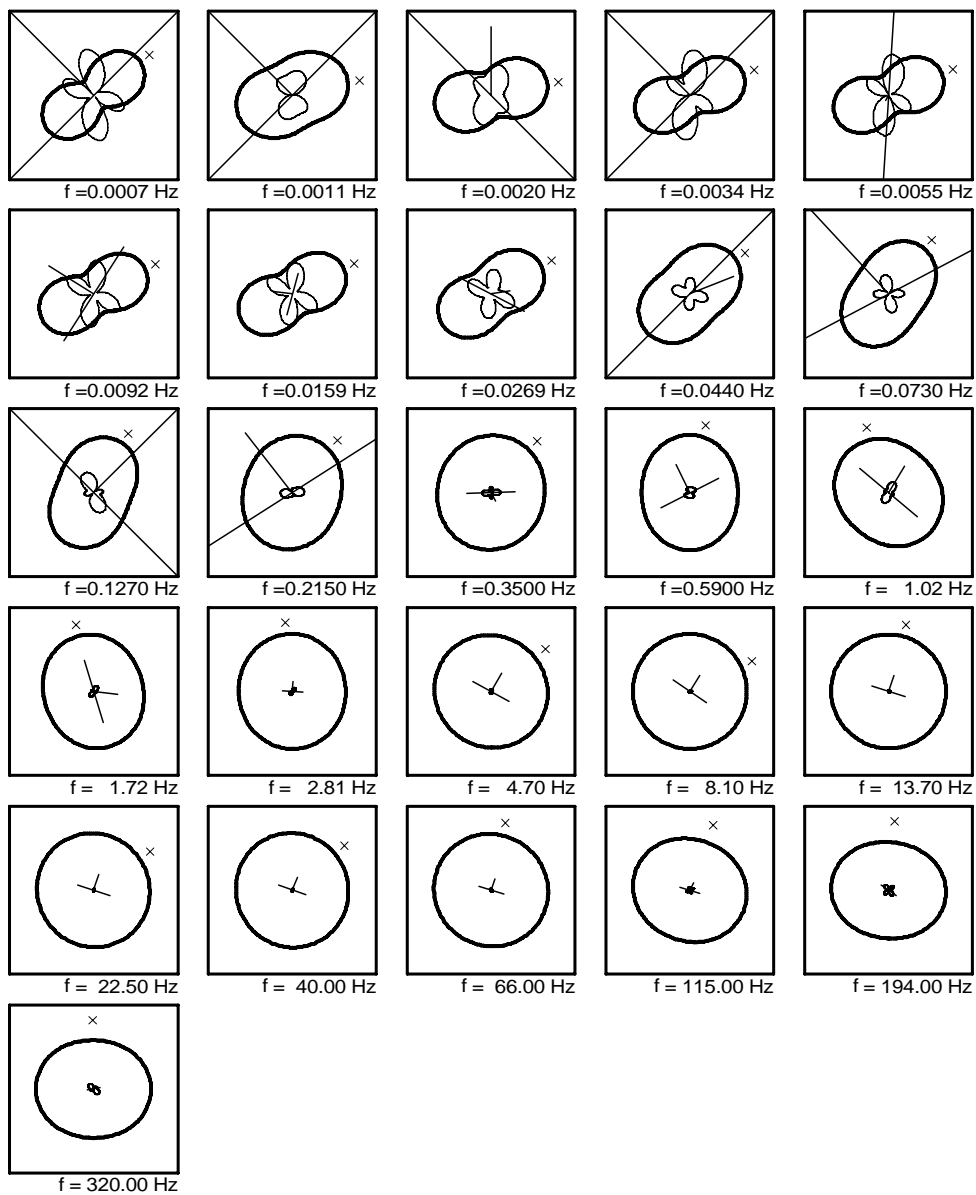 f =0.0007 Hz f =0.0011 Hz f =0.0020 Hz f =0.0034 Hz f =0.0055 Hz
f =0.0092 Hz f =0.0159 Hz f =0.0269 Hz f =0.0440 Hz f =0.0730 Hz
f =0.1270 Hz f =0.2150 Hz f =0.3500 Hz f =0.5900 Hz f = 1.02 Hz
f = 1.72 Hz f = 2.81 Hz f = 4.70 Hz f = 8.10 Hz f = 13.70 Hz
f = 22.50 Hz f = 40.00 Hz f = 66.00 Hz f = 115.00 Hz f = 194.00 Hz
f = 320.00 Hz